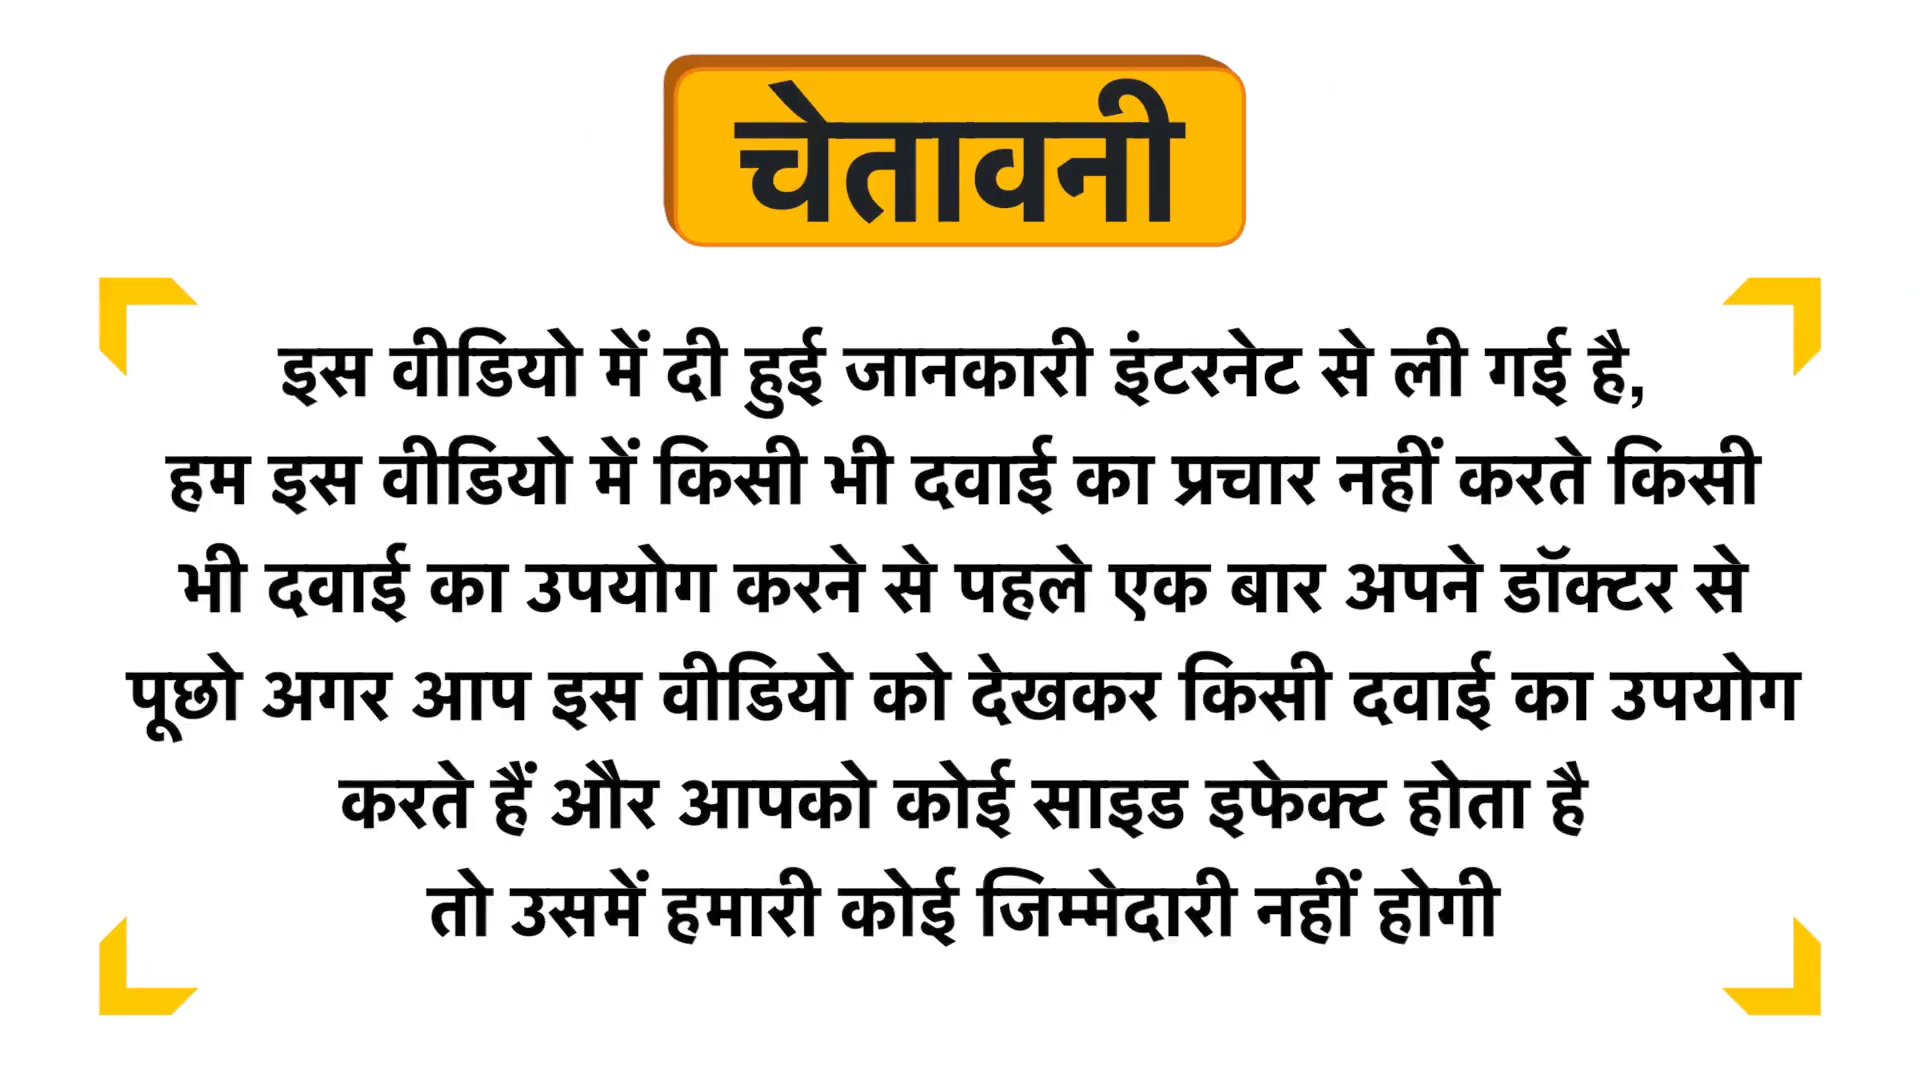 चेतावनी
इस वीडियो में दी हुई जानकारी इंटरनेट से ली गई है,
हम इस वीडियो में किसी भी दवाई का प्रचार नहीं करते किसी
भी दवाई का उपयोग करने से पहले एक बार अपने डॉक्टर से
पूछो अगर आप इस वीडियो को देखकर किसी दवाई का उपयोग
करते हैं और आपको कोई साइड इफेक्ट होता है
तो उसमें हमारी कोई जिम्मेदारी नहीं होगी